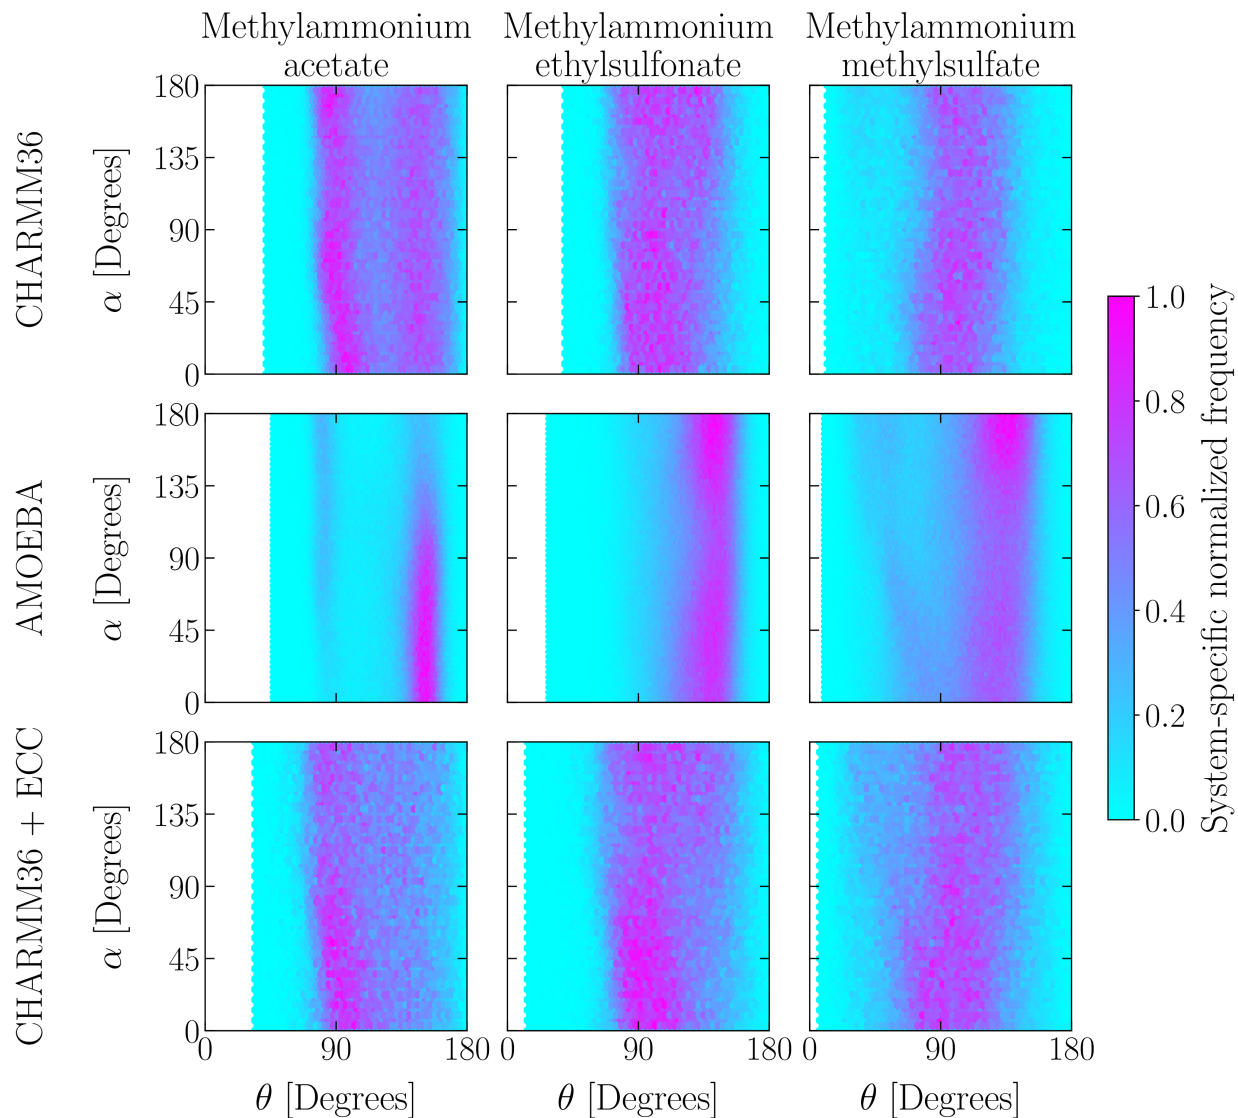 Methylammonium acetate
Methylammonium ethylsulfonate
Methylammonium methylsulfate
CHARMM36
α [Degrees]
180
135
90
45
0
AMOEBA
α [Degrees]
180
135
90
45
0
CHARMM36 + ECC
α [Degrees]
180
135
90
45
0
0 90 180
0 90 180
0 90 180
θ [Degrees]
θ [Degrees]
θ [Degrees]
1.0
0.8
0.6
0.4
0.2
0.0
System-specific normalized frequency